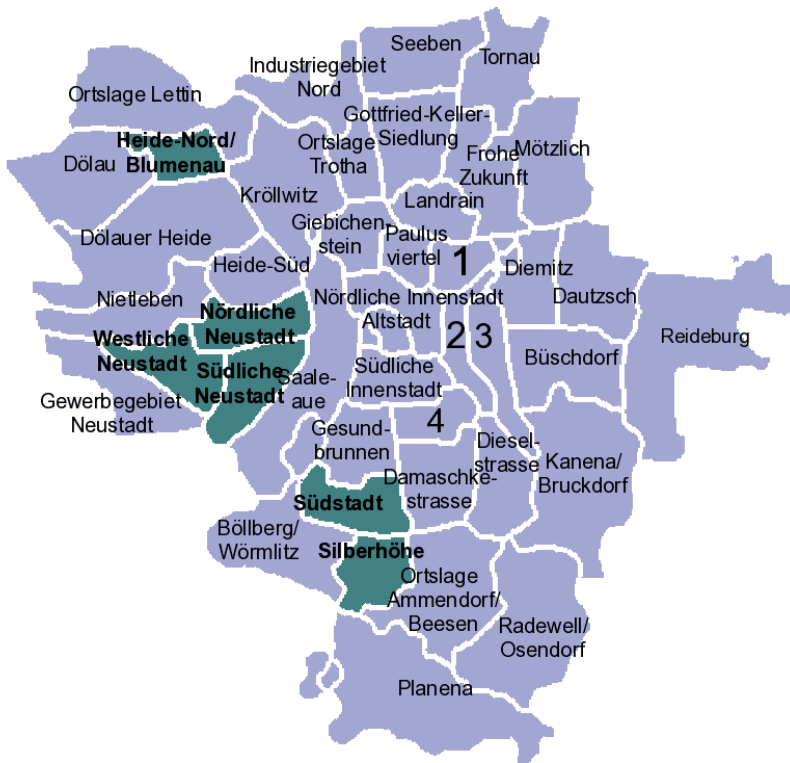 Seeben
Tornau
Industriegebiet
Nord
Ortslage Lettin
Gottfried-Keller-
Siedlung
Heide-Nord/
Blumenau
Ortslage
Trotha
Frohe
Zukunft
Mötzlich
Dölau
Kröllwitz
Landrain
Giebichen-
stein
Paulus
viertel
Dölauer Heide
1
Heide-Süd
Diemitz
Nietleben
Nördliche Innenstadt
Dautzsch
Nördliche
Neustadt
Altstadt
2
3
Reideburg
Westliche
Neustadt
Büschdorf
Südliche
Neustadt
Saale-
aue
Südliche
Innenstadt
Gewerbegebiet
Neustadt
4
Gesund-
brunnen
Diesel-
strasse
Kanena/
Bruckdorf
Damaschke-
strasse
Südstadt
Böllberg/
Wörmlitz
Silberhöhe
Ortslage
Ammendorf/
Beesen
Radewell/
Osendorf
Planena